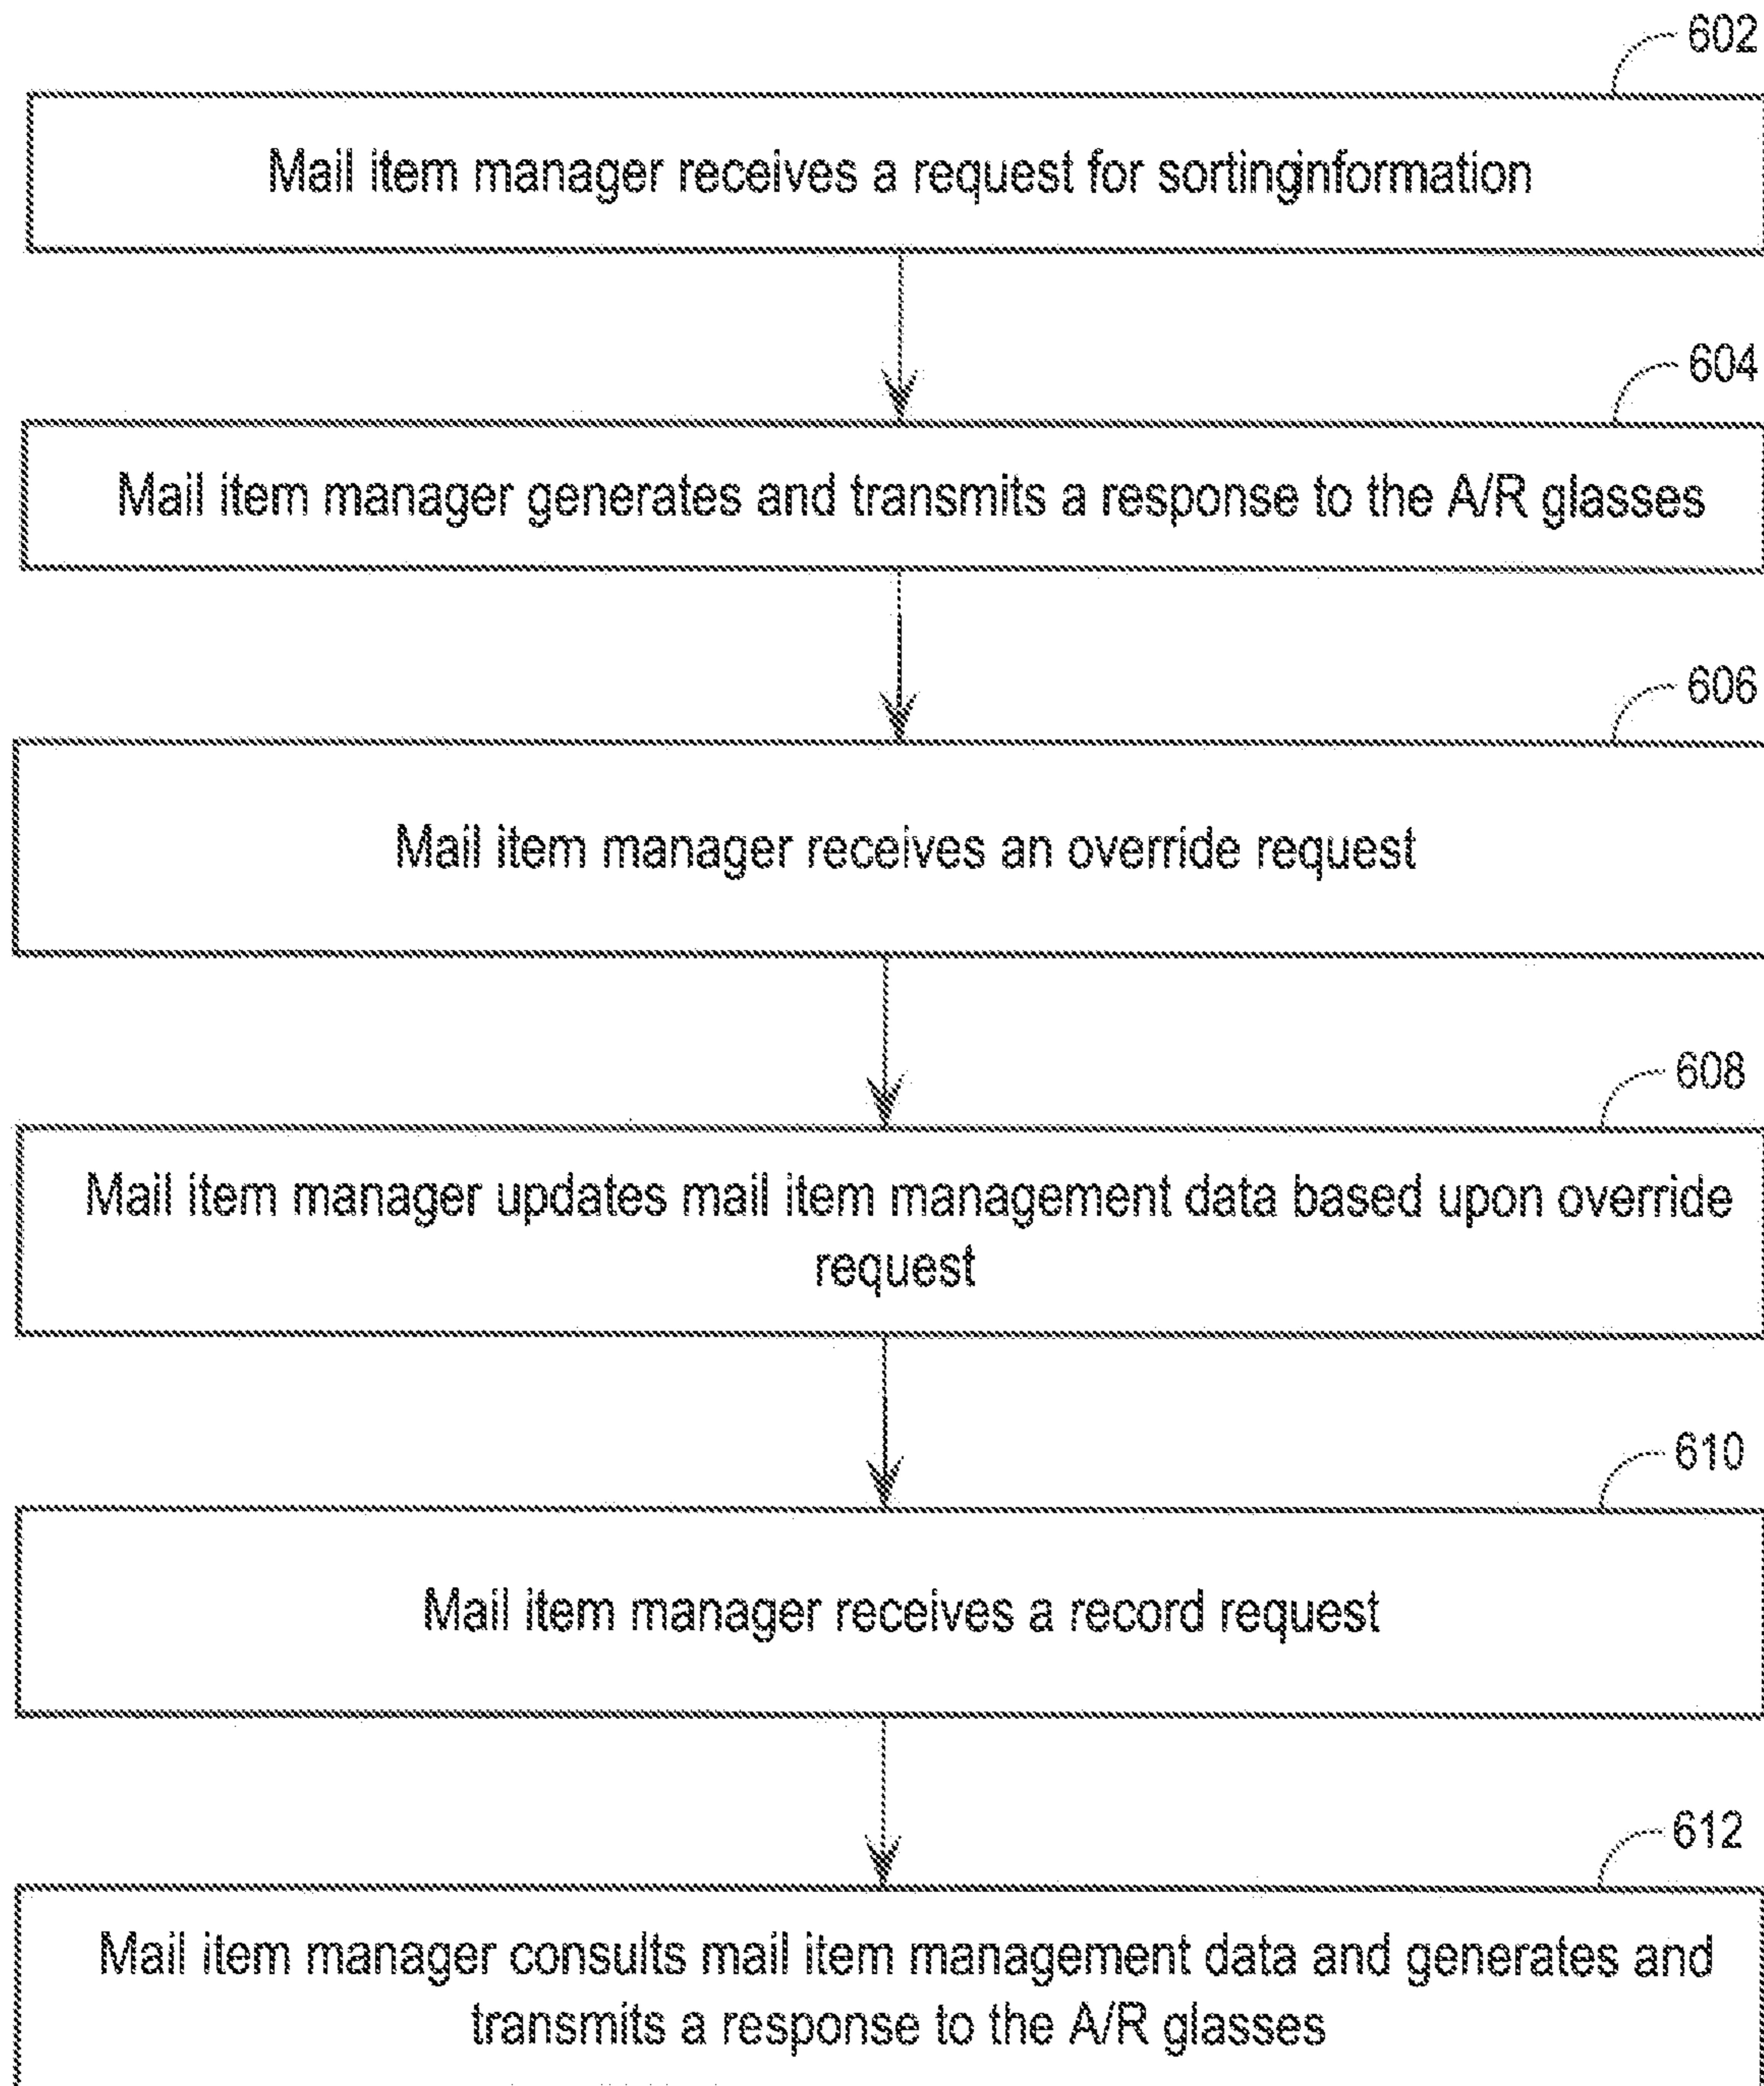 602
Mail item manager receives a request for sortinginformation
604
Mail item manager generates and transmits a response to the A/R glasses
606
Mail item manager receives an override request
608
Mail item manager updates mail item management data based upon override
request
610
Mail item manager receives a record request
612
Mail item manager consults mail item management data and generates and
transmits a response to the A/R glasses